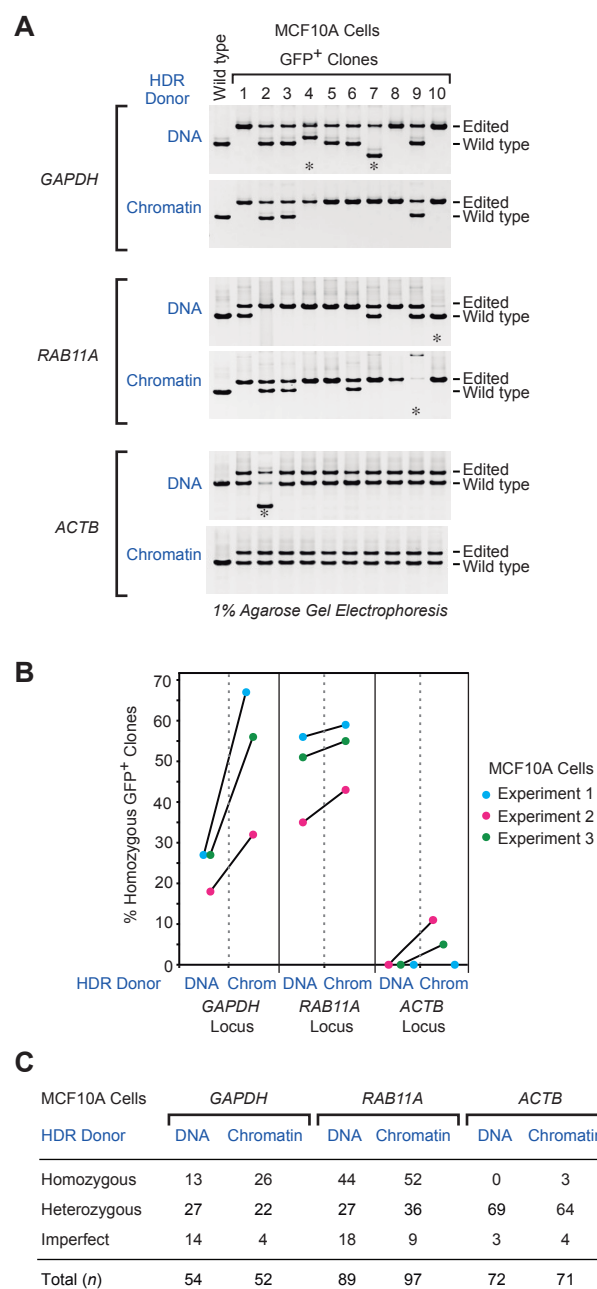 A
MCF10A Cells
GFP+ Clones
HDR
Donor
Wild type
1 2 3 4 5 6 7 8 9 10
GAPDH
DNA
Edited
Wild type
* *
Chromatin
Edited
Wild type
RAB11A
DNA
Edited
Wild type
*
Chromatin
Edited
Wild type
*
ACTB
DNA
Edited
Wild type
*
Chromatin
Edited
Wild type
1% Agarose Gel Electrophoresis
B
% Homozygous GFP+ Clones
70
60
50
40
30
20
10
0
MCF10A Cells
Experiment 1
Experiment 2
Experiment 3
HDR Donor DNA Chrom DNA Chrom DNA Chrom
GAPDH RAB11A ACTB
Locus Locus Locus
C
MCF10A Cells GAPDH RAB11A ACTB
HDR Donor DNA Chromatin DNA Chromatin DNA Chromatin
Homozygous 13 26 44 52 0 3
Heterozygous 27 22 27 36 69 64
Imperfect 14 4 18 9 3 4
Total (n) 54 52 89 97 72 71